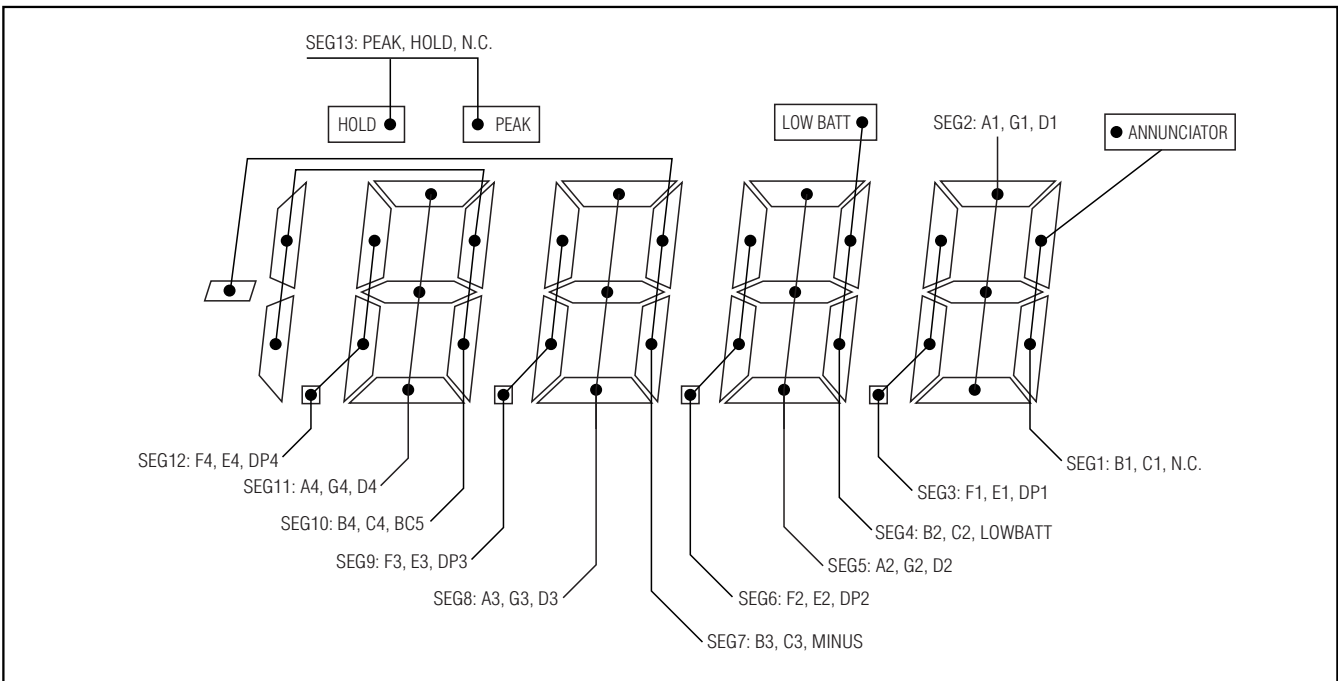 SEG13: PEAK, HOLD, N.C.
HOLD
PEAK
LOW BATT
SEG2: A1, G1, D1
ANNUNCIATOR
SEG12: F4, E4, DP4
SEG1: B1, C1, N.C.
SEG11: A4, G4, D4
SEG3: F1, E1, DP1
SEG10: B4, C4, BC5
SEG4: B2, C2, LOWBATT
SEG9: F3, E3, DP3
SEG5: A2, G2, D2
SEG8: A3, G3, D3
SEG6: F2, E2, DP2
SEG7: B3, C3, MINUS